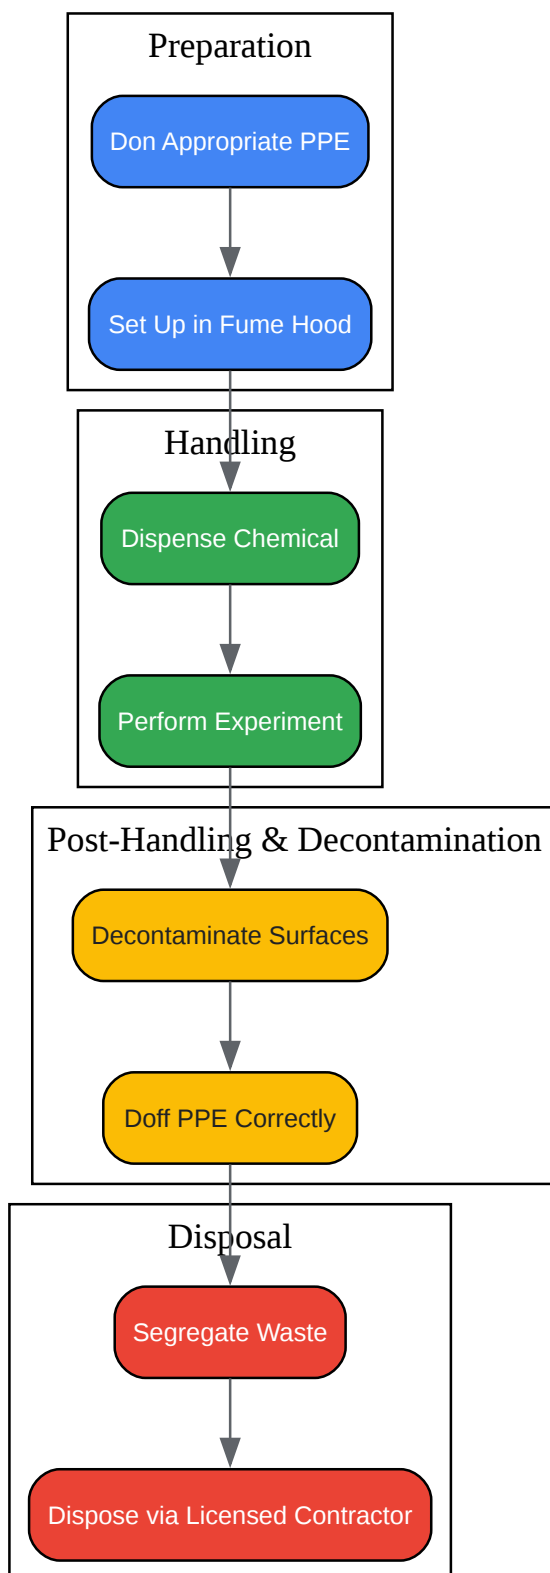 Preparation
Don Appropriate PPE
Set Up in Fume Hood
Handling
Dispense Chemical
Perform Experiment
Post-Handling & Decontamination
Decontaminate Surfaces
Doff PPE Correctly
Disposal
Segregate Waste
Dispose via Licensed Contractor